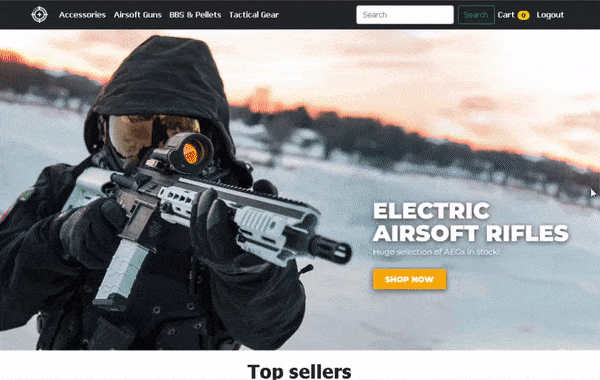 Accessories Airsoft Guns BBS & Pellets Tactical Gear Search Search Cart 0 Logout
ELECTRIC
AIRSOFT RIFLES
Huge selection of AEGs in stock!
SHOP NOW
Top sellers